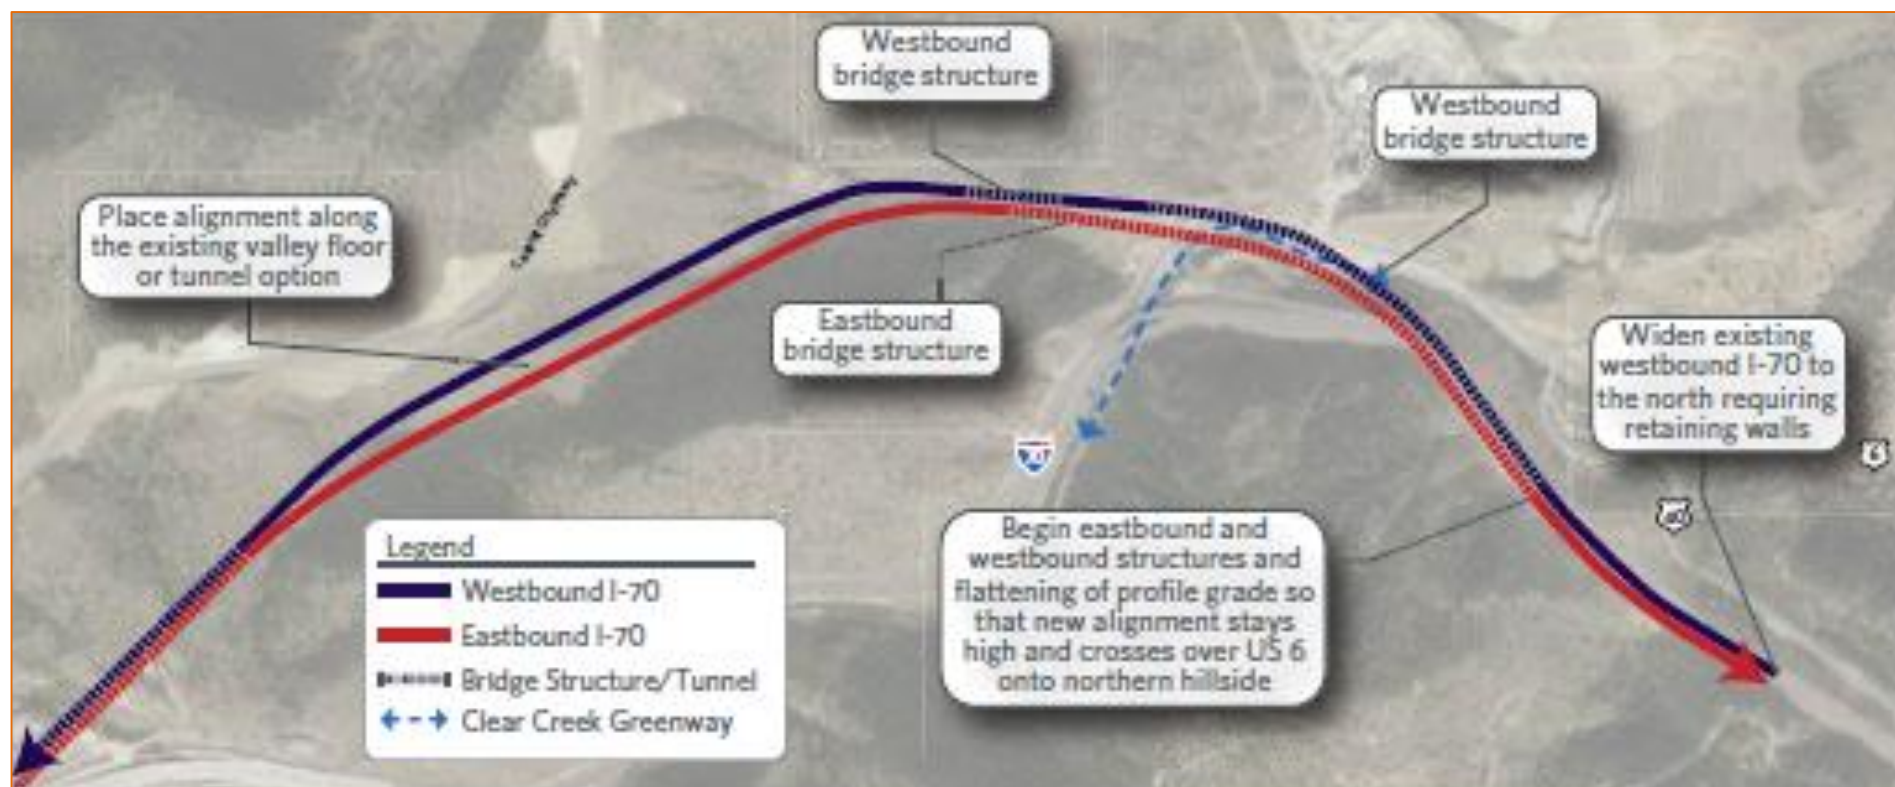 Westbound
bridge structure
Westbound
bridge structure
Place alignment along
the existing valley floor
or tunnel option
Eastbound
bridge structure
Widen existing
westbound I-70 to
the north requiring
retaining walls
Begin eastbound and
westbound structures and
flattening of profile grade so
that new alignment stays
high and crosses over US 6
onto northern hillside
Legend
Westbound I-70
Eastbound I-70
Bridge Structure/Tunnel
Clear Creek Greenway
6
40